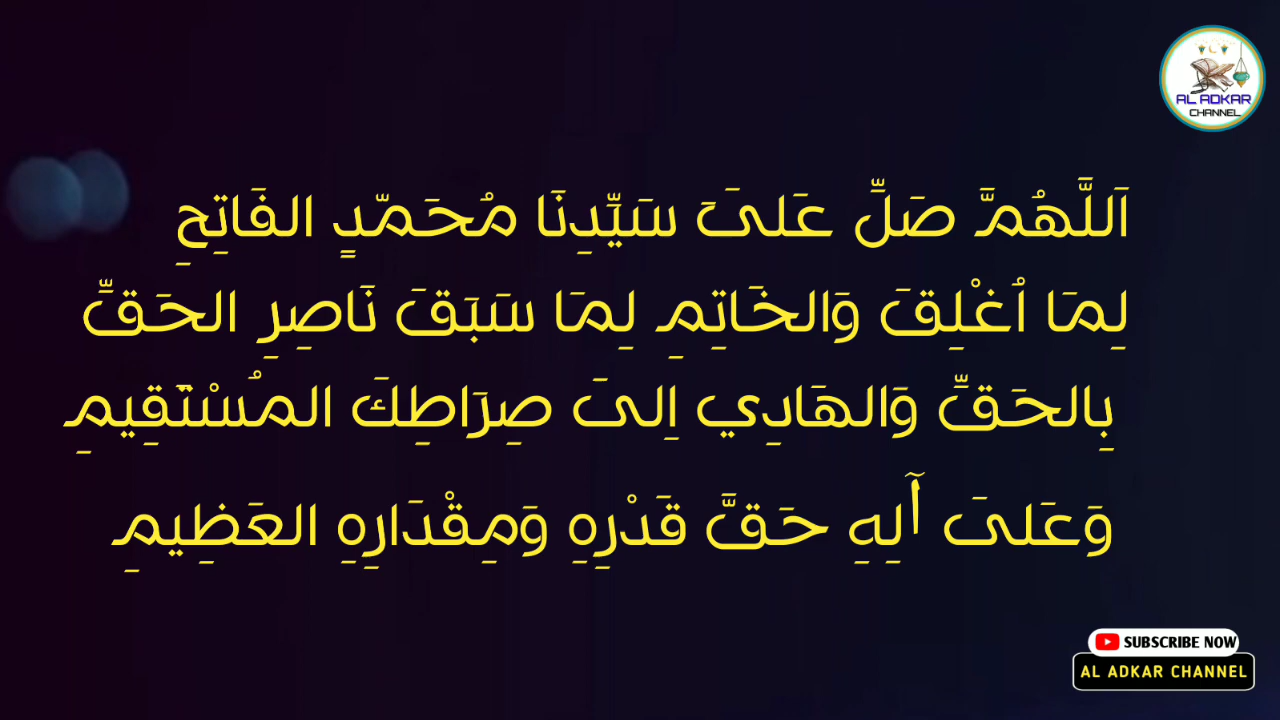 AL ADKAR
CHANNEL
اَللَّهُمَّ صَلِّ عَلىَ سَيِّدِنَا مُحَمّدٍ الفَاتِحِ
لِمَا اُغْلِقَ وَالخَاتِمِ لِمَا سَبَقَ نَاصِرِ الحَقِّ
بِالحَقِّ وَالهَادِي اِلىَ صِرَاطِكَ المُسْتَقِيمِ
وَعَلىَ آلِهِ حَقَّ قَدْرِهِ وَمِقْدَارِهِ العَظِيمِ
SUBSCRIBE NOW
AL ADKAR CHANNEL